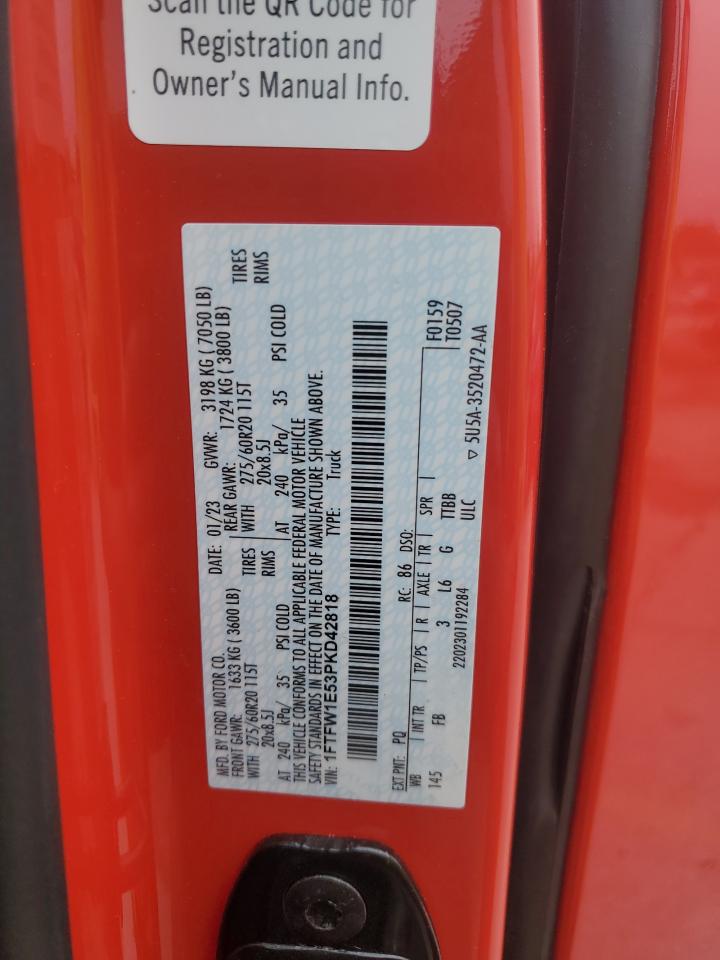 Scan the QR Code for
Registration and
Owner's Manual Info.
MFD. BY FORD MOTOR CO. DATE: 01/23 GVWR: 3198 KG ( 7050 LB)
FRONT GAWR: 1633 KG ( 3600 LB) REAR GAWR: 1724 KG ( 3800 LB)
WITH 275/60R20 115T TIRES WITH 275/60R20 115T TIRES
20x8.5J RIMS 20x8.5J RIMS
AT 240 kPa/ 35 PSI COLD AT 240 kPa/ 35 PSI COLD
THIS VEHICLE CONFORMS TO ALL APPLICABLE FEDERAL MOTOR VEHICLE
SAFETY STANDARDS IN EFFECT ON THE DATE OF MANUFACTURE SHOWN ABOVE.
VIN: 1FTFW1E53PKD42818 TYPE: Truck
EXT PNT: PQ RC: 86 DSO: F0159
WB INT TR TP/PS R AXLE TR SPR T0507
145 FB 3 L6 G TTBB
2202301192284 ULC ▽ 5U5A-3520472-AA